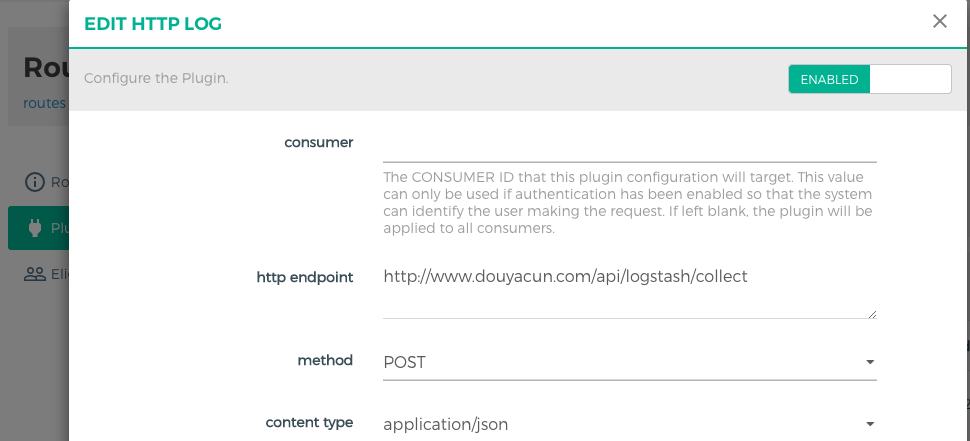 EDIT HTTP LOG
Configure the Plugin.
ENABLED
Rou
routes
Ro
Plu
Eli
consumer
The CONSUMER ID that this plugin configuration will target. This value
can only be used if authentication has been enabled so that the system
can identify the user making the request. If left blank, the plugin will be
applied to all consumers.
http endpoint
http://www.douyacun.com/api/logstash/collect
method
POST
content type
application/json